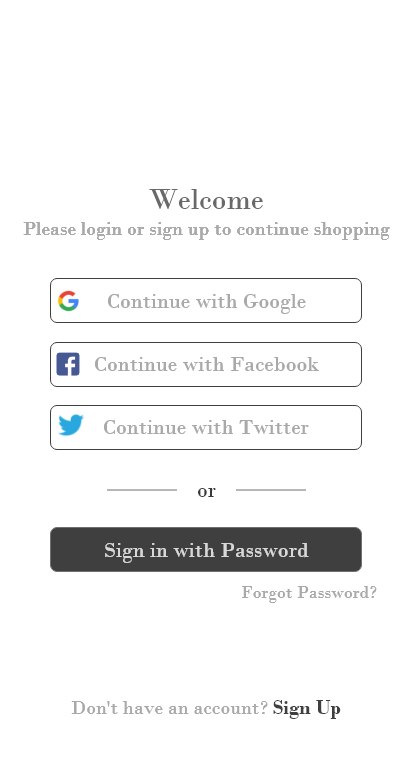 Welcome
Please login or sign up to continue shopping
Continue with Google
Continue with Facebook
Continue with Twitter
or
Sign in with Password
Forgot Password?
Don't have an account? Sign Up